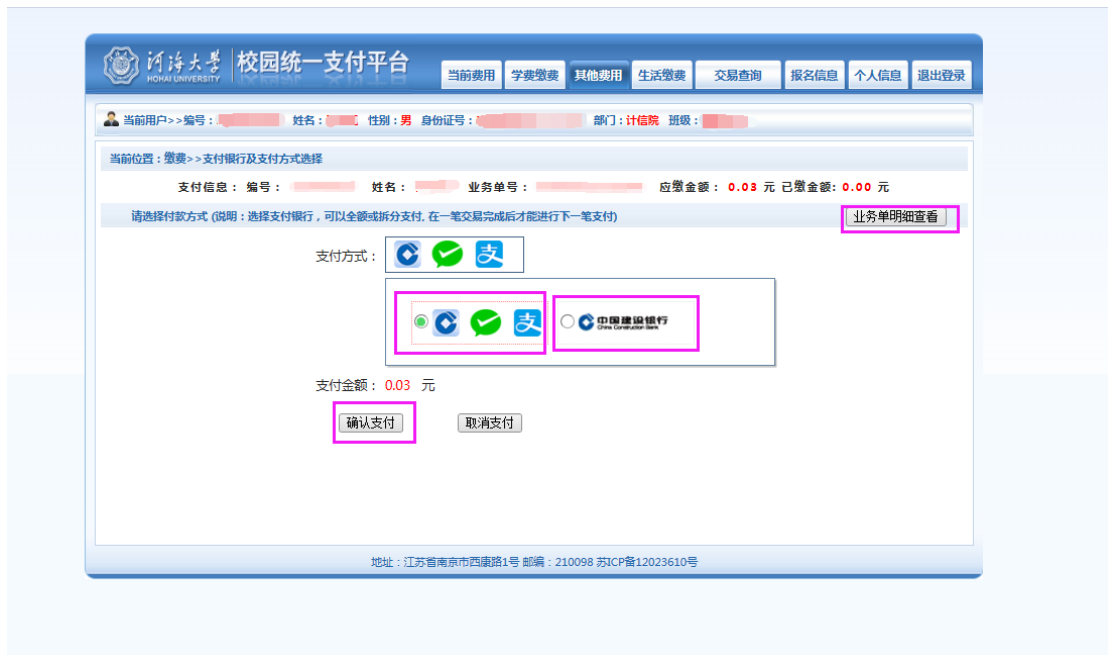 河海大学 校园统一支付平台
HOHAI UNIVERSITY
当前费用 学费缴费 其他费用 生活缴费 交易查询 报名信息 个人信息 退出登录
当前用户>>编号: 姓名: 性别:男 身份证号: 部门:计信院 班级:
当前位置:缴费>>支付银行及支付方式选择
支付信息: 编号: 姓名: 业务单号: 应缴金额: 0.03 元 已缴金额: 0.00 元
请选择付款方式 (说明:选择支付银行,可以全额或拆分支付, 在一笔交易完成后才能进行下一笔支付) 业务单明细查看
支付方式: 支
支 中国建设银行
China Construction Bank
支付金额: 0.03 元
确认支付 取消支付
地址:江苏省南京市西康路1号 邮编:210098 苏ICP备12023610号